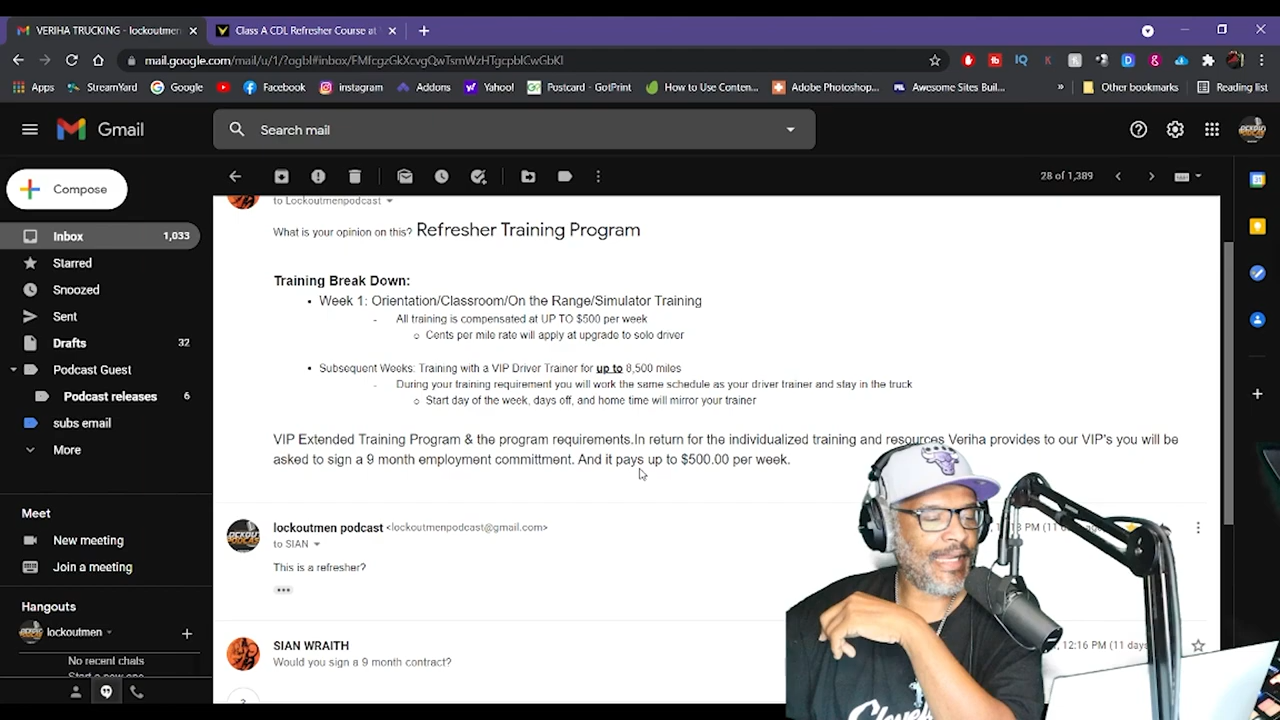 VERIHA TRUCKING - lockoutmen
Class A CDL Refresher Course at
mail.google.com/mail/u/1/?ogbl#inbox/
Apps
StreamYard
Google
Facebook
instagram
Addons
Yahoo!
Postcard - GotPrint
How to Use Conten...
Adobe Photoshop...
Awesome Sites Buil...
»
Other bookmarks
Reading list
Gmail
Search mail
Compose
28 of 1,389
Inbox 1,033
Starred
Snoozed
Sent
Drafts 32
Podcast Guest
Podcast releases 6
subs email
More
Meet
New meeting
Join a meeting
Hangouts
lockoutmen
No recent chats
Start a new one
to Lockoutmenpodcast
What is your opinion on this? Refresher Training Program
Training Break Down:
• Week 1: Orientation/Classroom/On the Range/Simulator Training
- All training is compensated at UP TO $500 per week
o Cents per mile rate will apply at upgrade to solo driver
• Subsequent Weeks: Training with a VIP Driver Trainer for up to 8,500 miles
- During your training requirement you will work the same schedule as your driver trainer and stay in the truck
o Start day of the week, days off, and home time will mirror your trainer
VIP Extended Training Program & the program requirements.In return for the individualized training and resources Veriha provides to our VIP's you will be
asked to sign a 9 month employment committment. And it pays up to $500.00 per week.
lockoutmen podcast <lockoutmenpodcast@gmail.com>
to SIAN
This is a refresher?
SIAN WRAITH
12:16 PM (11 days
Would you sign a 9 month contract?